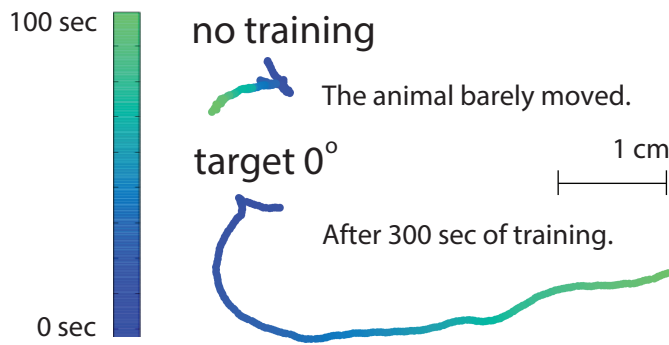 100 sec
no training
The animal barely moved.
target 0°
1 cm
After 300 sec of training.
0 sec